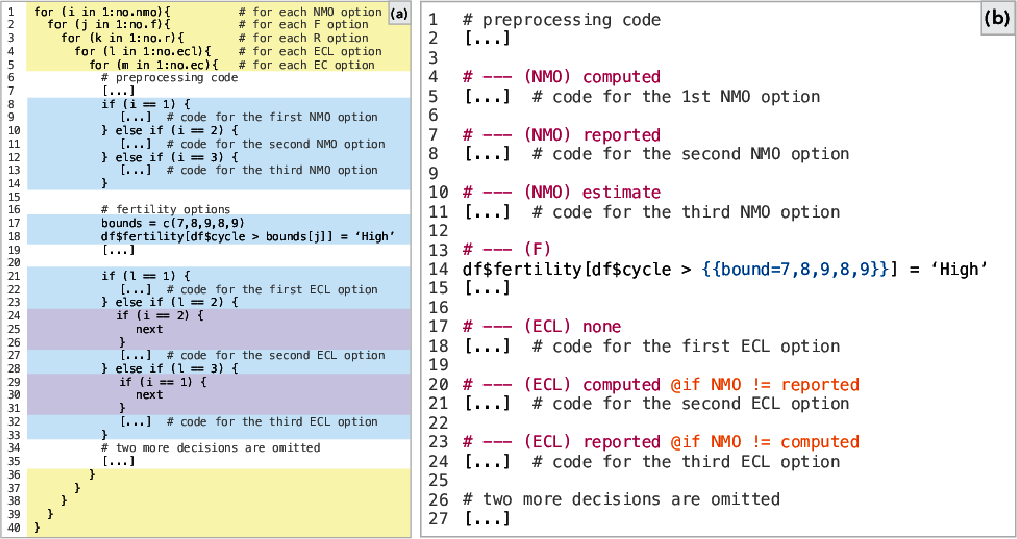 (a)
1 for (i in 1:no.nmo){ # for each NMO option
2 for (j in 1:no.f){ # for each F option
3 for (k in 1:no.r){ # for each R option
4 for (l in 1:no.ecl){ # for each ECL option
5 for (m in 1:no.ec){ # for each EC option
6 # preprocessing code
7 [...]
8 if (i == 1) {
9 [...] # code for the first NMO option
10 } else if (i == 2) {
11 [...] # code for the second NMO option
12 } else if (i == 3) {
13 [...] # code for the third NMO option
14 }
15
16 # fertility options
17 bounds = c(7,8,9,8,9)
18 df$fertility[df$cycle > bounds[j]] = ‘High’
19 [...]
20
21 if (l == 1) {
22 [...] # code for the first ECL option
23 } else if (l == 2) {
24 if (i == 2) {
25 next
26 }
27 [...] # code for the second ECL option
28 } else if (l == 3) {
29 if (i == 1) {
30 next
31 }
32 [...] # code for the third ECL option
33 }
34 # two more decisions are omitted
35 [...]
36 }
37 }
38 }
39 }
40 }
(b)
1 # preprocessing code
2 [...]
3
4 # --- (NMO) computed
5 [...] # code for the 1st NMO option
6
7 # --- (NMO) reported
8 [...] # code for the second NMO option
9
10 # --- (NMO) estimate
11 [...] # code for the third NMO option
12
13 # --- (F)
14 df$fertility[df$cycle > {{bound=7,8,9,8,9}}] = ‘High’
15 [...]
16
17 # --- (ECL) none
18 [...] # code for the first ECL option
19
20 # --- (ECL) computed @if NMO != reported
21 [...] # code for the second ECL option
22
23 # --- (ECL) reported @if NMO != computed
24 [...] # code for the third ECL option
25
26 # two more decisions are omitted
27 [...]